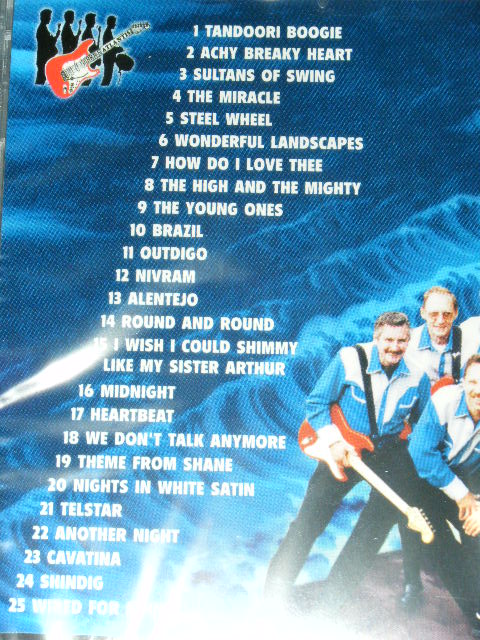 1 TANDOORI BOOGIE
2 ACHY BREAKY HEART
3 SULTANS OF SWING
4 THE MIRACLE
5 STEEL WHEEL
6 WONDERFUL LANDSCAPES
7 HOW DO I LOVE THEE
8 THE HIGH AND THE MIGHTY
9 THE YOUNG ONES
10 BRAZIL
11 OUTDIGO
12 NIVRAM
13 ALENTEJO
14 ROUND AND ROUND
15 I WISH I COULD SHIMMY
LIKE MY SISTER ARTHUR
16 MIDNIGHT
17 HEARTBEAT
18 WE DON'T TALK ANYMORE
19 THEME FROM SHANE
20 NIGHTS IN WHITE SATIN
21 TELSTAR
22 ANOTHER NIGHT
23 CAVATINA
24 SHINDIG
25 WIRED FOR